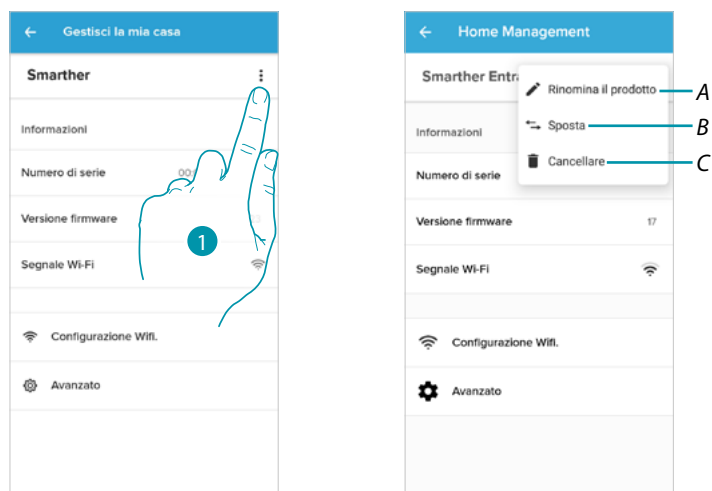 Gestisci la mia casa
Smarther
Informazioni
Numero di serie 00:
Versione firmware
Segnale Wi-Fi
Configurazione Wifi.
Avanzato
1
Home Management
Smarther Entra
Rinomina il prodotto
A
Sposta
B
Cancellare
C
Informazioni
Numero di serie
Versione firmware 17
Segnale Wi-Fi
Configurazione Wifi.
Avanzato